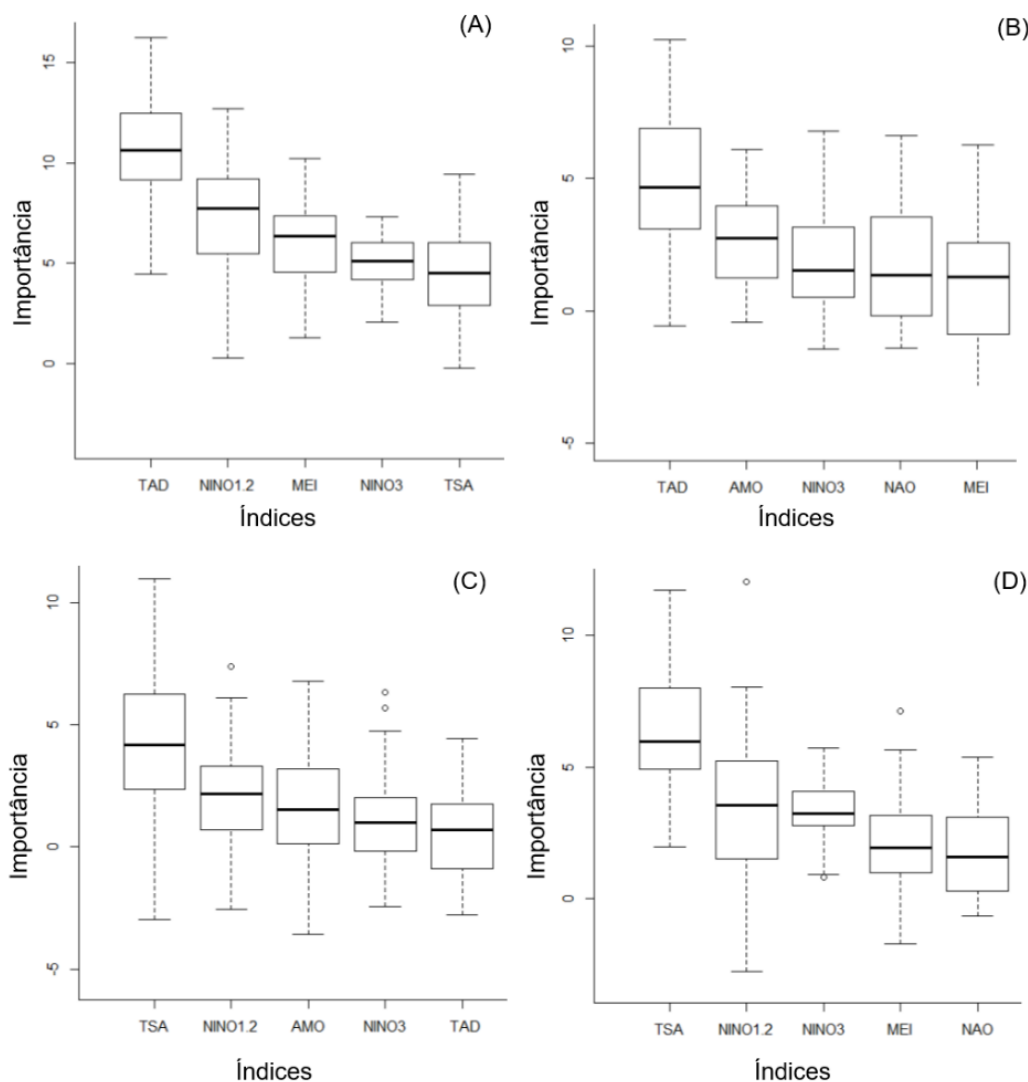 (A)
Importância
15
10
5
0
TAD NINO1.2 MEI NINO3 TSA
Índices
(B)
Importância
10
5
0
-5
TAD AMO NINO3 NAO MEI
Índices
(C)
Importância
10
5
0
-5
TSA NINO1.2 AMO NINO3 TAD
Índices
(D)
Importância
10
5
0
TSA NINO1.2 NINO3 MEI NAO
Índices